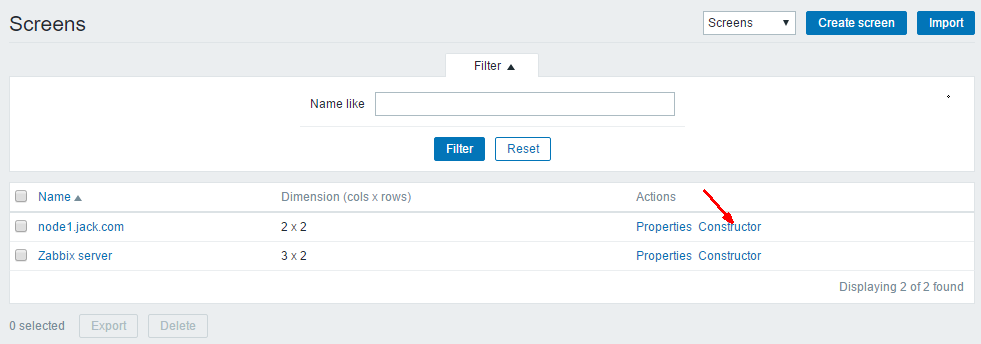 Screens Screens Create screen Import
Filter
Name like
Filter Reset
Name Dimension (cols x rows) Actions
node1.jack.com 2 x 2 Properties Constructor
Zabbix server 3 x 2 Properties Constructor
Displaying 2 of 2 found
0 selected Export Delete